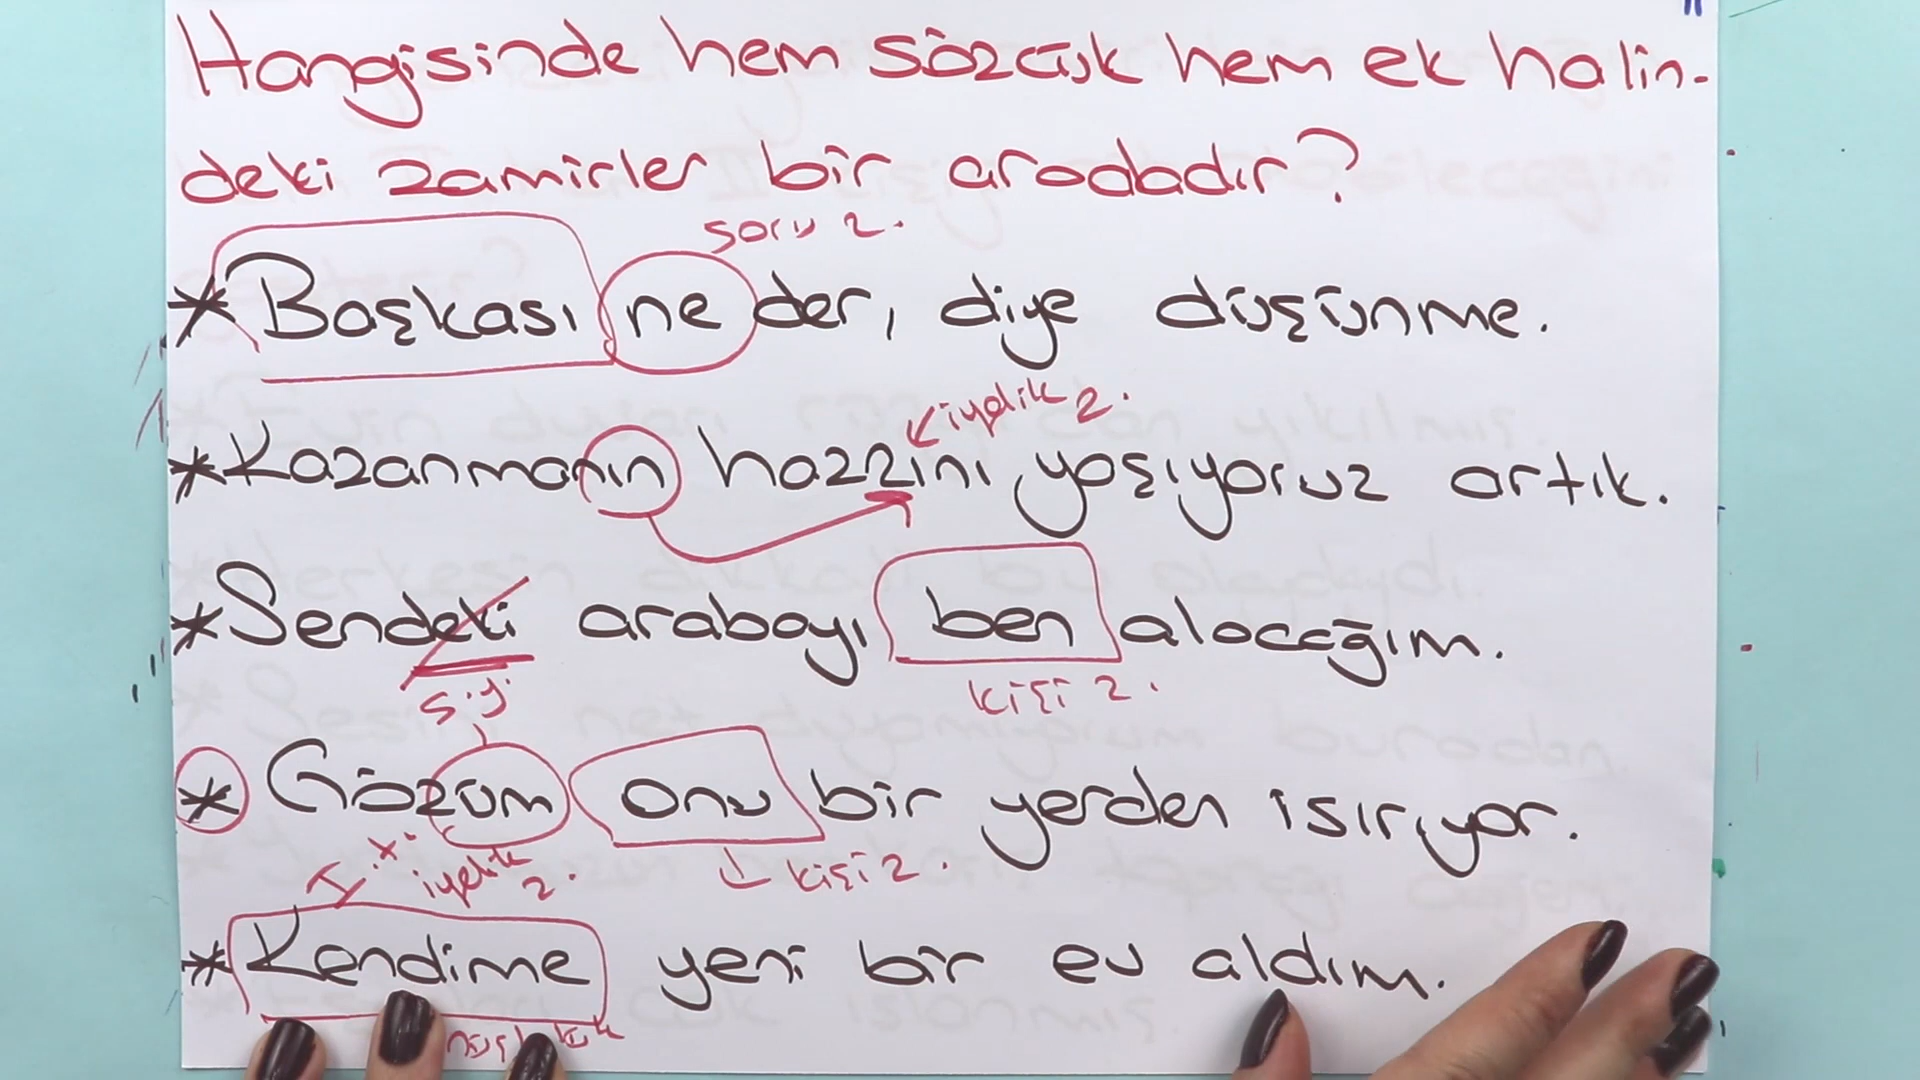 Hangisinde hem sözcük hem ek halin-
deki zamirler bir aradadır?
soru z.
* Başkası ne der, diye düşünme.
iyelik z.
* Kazanmanın hazzını yaşıyoruz artık.
* Sendeki arabayı ben alacağım.
kişi z.
* Gözüm onu bir yerden ısırıyor.
iyelik z.
kişi z.
* Kendime yeni bir ev aldım.